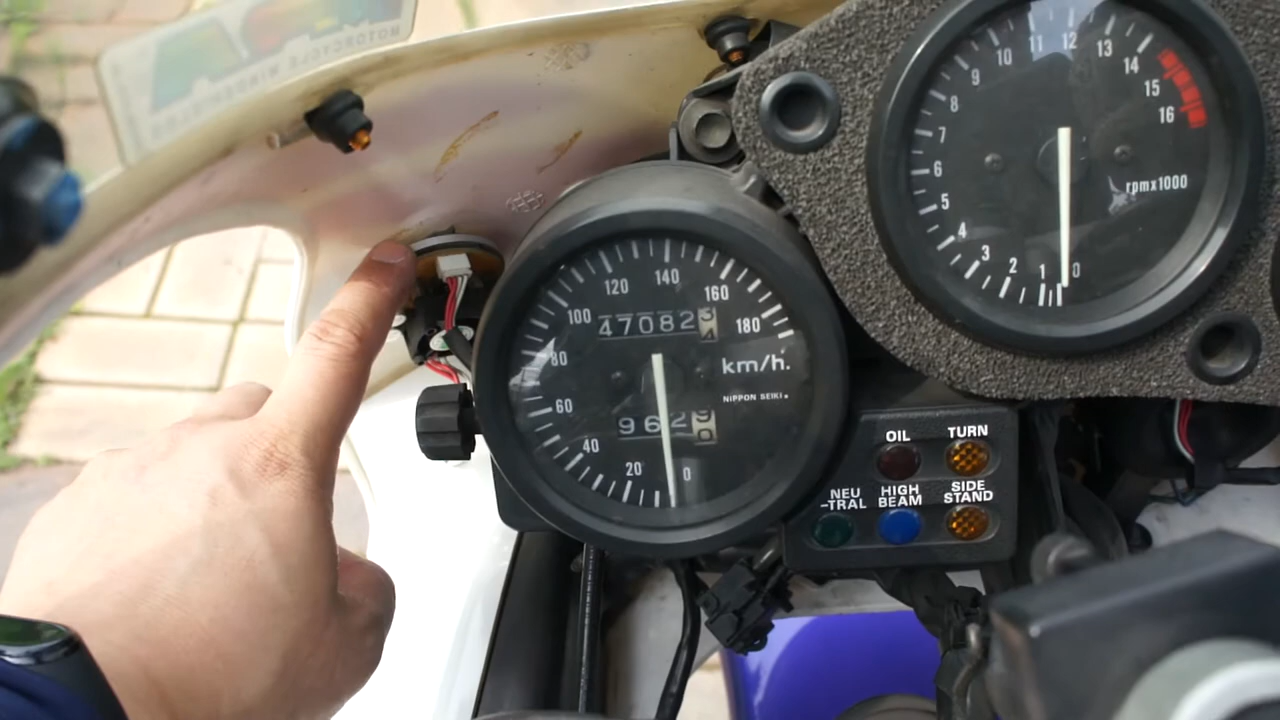 MOTORCYCLE
11
12
10
13
9
14
8
15
7
16
6
rpmx1000
5
4
3
2
1
0
140
120
160
100
47082
180
80
km/h.
NIPPON SEIKI.
60
962
40
20
0
OIL
TURN
NEU
-TRAL
HIGH
BEAM
SIDE
STAND